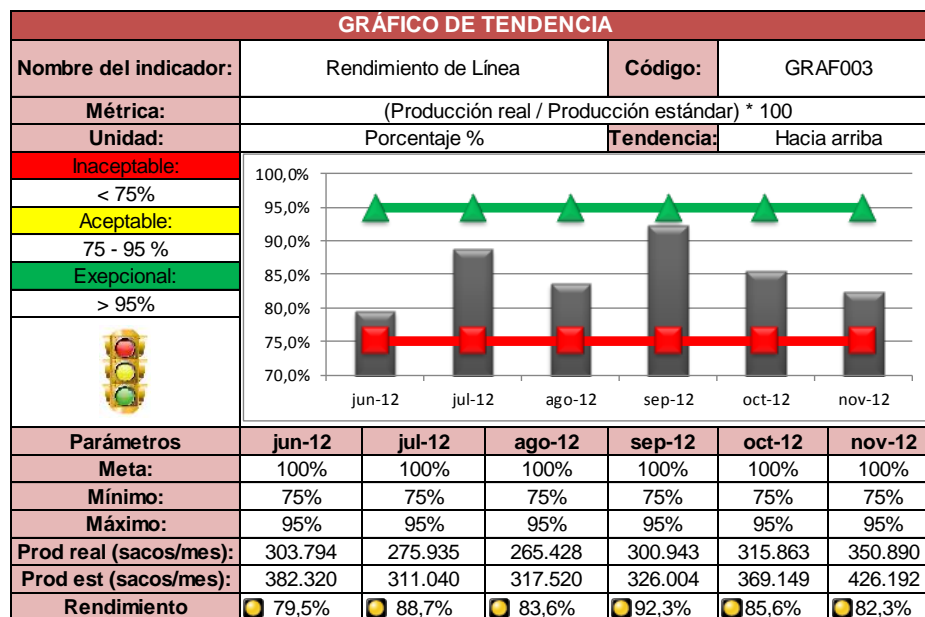 GRÁFICO DE TENDENCIA
Nombre del indicador: Rendimiento de Línea Código: GRAF003
Métrica: (Producción real / Producción estándar) * 100
Unidad: Porcentaje % Tendencia: Hacia arriba
Inaceptable:
< 75%
Aceptable:
75 - 95 %
Exepcional:
> 95%
100,0%
95,0%
90,0%
85,0%
80,0%
75,0%
70,0%
jun-12 jul-12 ago-12 sep-12 oct-12 nov-12
Parámetros jun-12 jul-12 ago-12 sep-12 oct-12 nov-12
Meta: 100% 100% 100% 100% 100% 100%
Mínimo: 75% 75% 75% 75% 75% 75%
Máximo: 95% 95% 95% 95% 95% 95%
Prod real (sacos/mes): 303.794 275.935 265.428 300.943 315.863 350.890
Prod est (sacos/mes): 382.320 311.040 317.520 326.004 369.149 426.192
Rendimiento 79,5% 88,7% 83,6% 92,3% 85,6% 82,3%